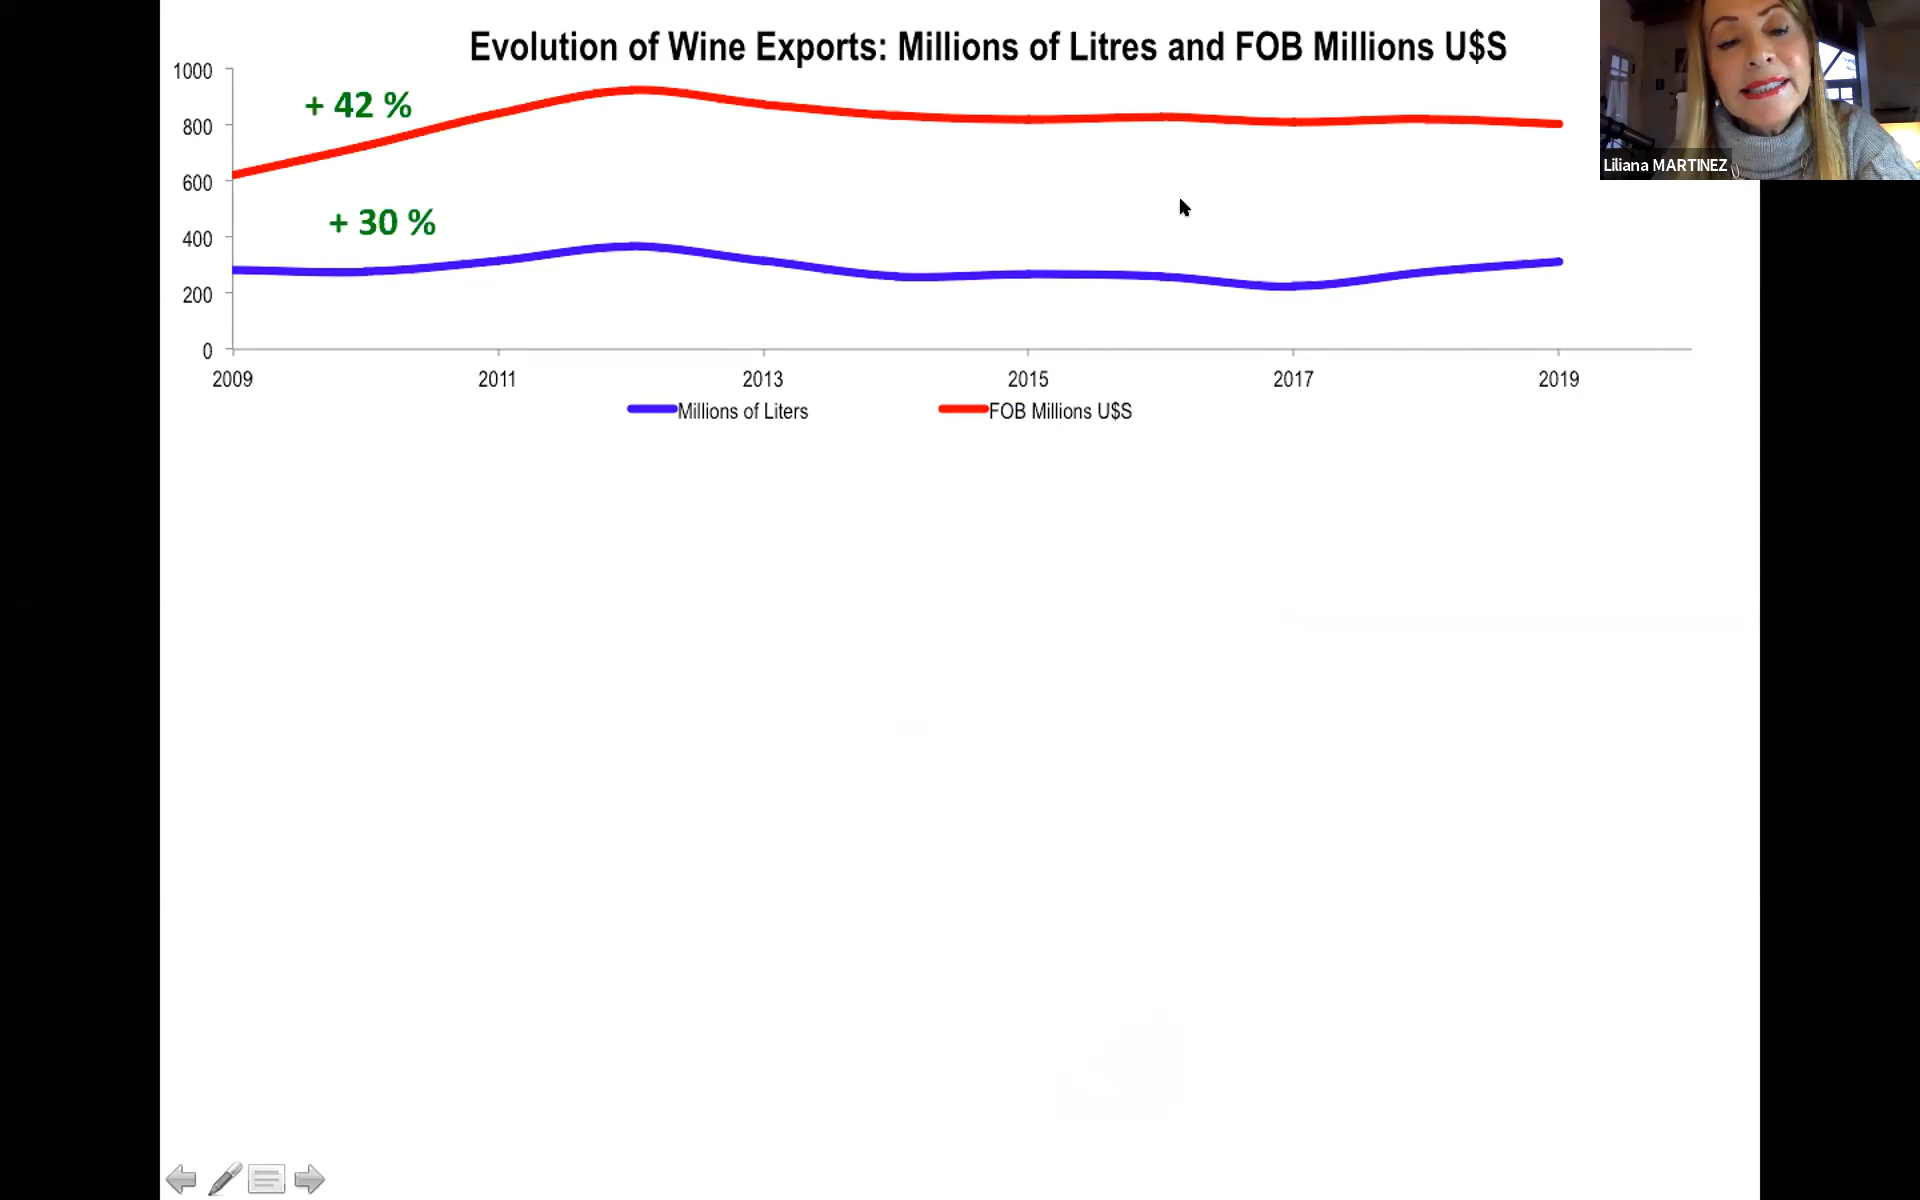 Evolution of Wine Exports: Millions of Litres and FOB Millions U$S
Liliana MARTINEZ
1000
800
600
400
200
0
+ 42 %
+ 30 %
2009 2011 2013 2015 2017 2019
Millions of Liters FOB Millions U$S